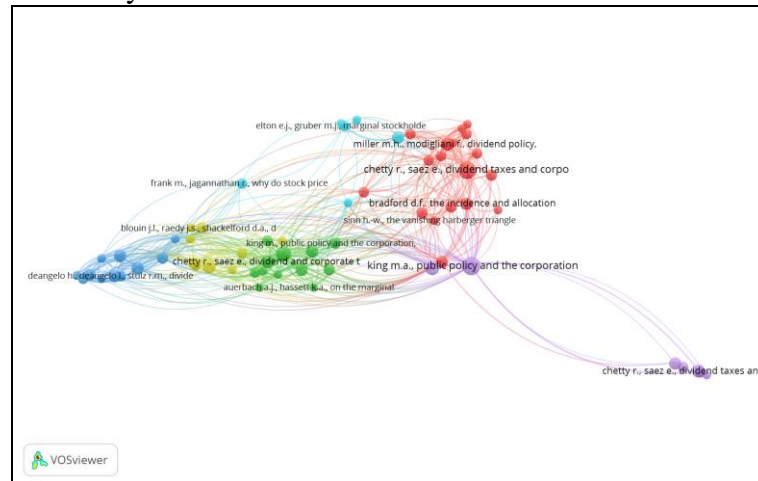 elton e.j., gruber m.j., marginal stockholde
miller m.h., modigliani f., dividend policy,
chetty r., saez e., dividend taxes and corpo
frank m., jagannathan r., why do stock price
bradford d.f., the incidence and allocation
sinn h.-w., the vanishing harberger triangle
blouin j.l., raedy j.s., shackelford d.a., d
king m., public policy and the corporation,
chetty r., saez e., dividend and corporate t
king m.a., public policy and the corporation
deangelo h., deangelo l., stulz r.m., divide
auerbach a.j., hassett k.a., on the marginal
chetty r., saez e., dividend taxes an
VOSviewer